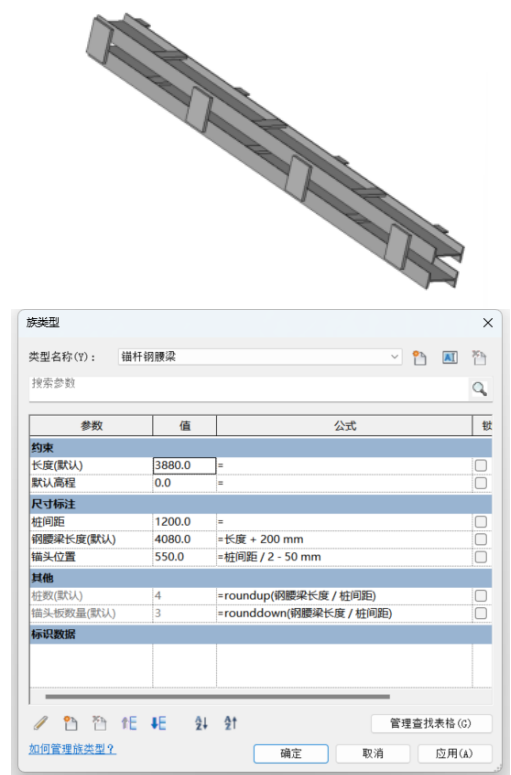 族类型
类型名称(Y): 锚杆钢腰梁
搜索参数
参数 值 公式 锁
约束
长度(默认) 3880.0 =
默认高程 0.0 =
尺寸标注
桩间距 1200.0 =
钢腰梁长度(默认) 4080.0 =长度 + 200 mm
锚头位置 550.0 =桩间距 / 2 - 50 mm
其他
桩数(默认) 4 =roundup(钢腰梁长度 / 桩间距)
锚头板数量(默认) 3 =rounddown(钢腰梁长度 / 桩间距)
标识数据
管理查找表格(G)
如何管理族类型?
确定 取消 应用(A)